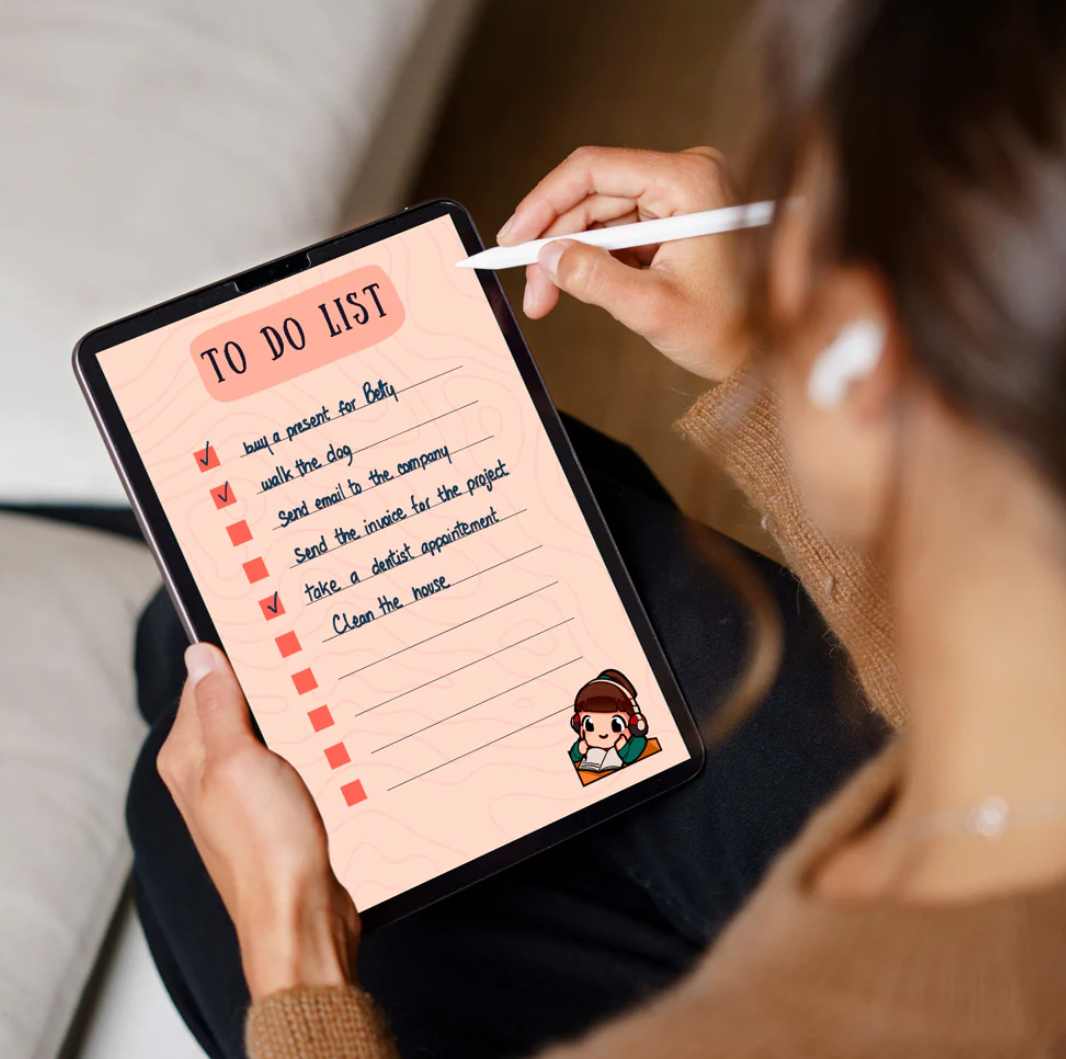 TO DO LIST
buy a present for Betty
walk the dog
Send email to the company
Send the invoice for the project
take a dentist appointement
Clean the house